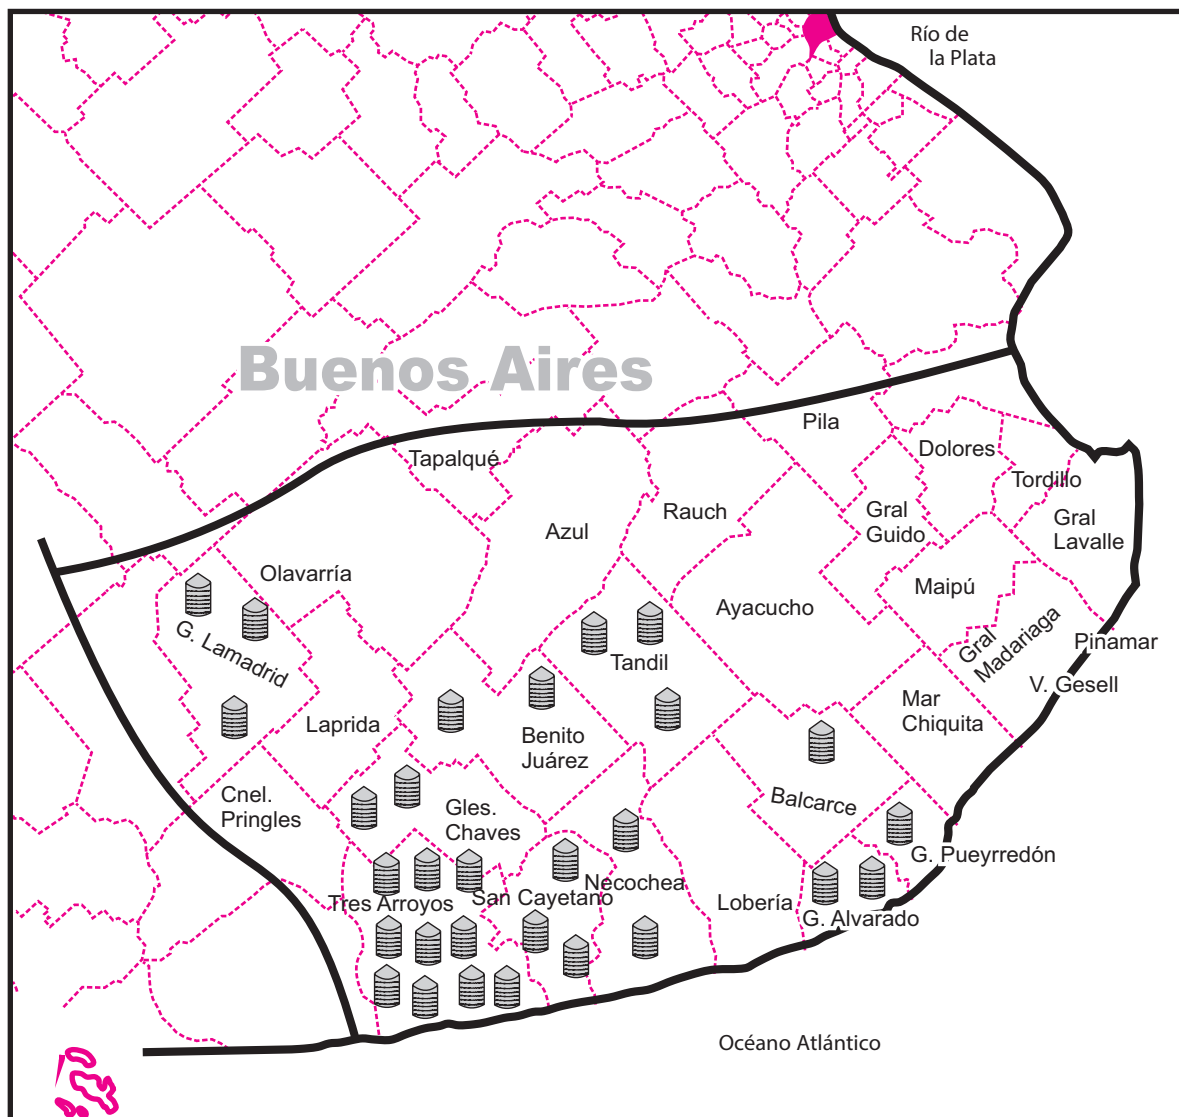 Río de
la Plata
Buenos Aires
Pila
Dolores
Tapalqué
Tordillo
Rauch
Gral
Guido
Gral
Lavalle
Azul
Olavarría
Maipú
Ayacucho
G. Lamadrid
Gral
Madariaga
Pinamar
Tandil
V. Gesell
Mar
Chiquita
Laprida
Benito
Juárez
Cnel.
Pringles
Gles.
Chaves
Balcarce
G. Pueyrredón
Necochea
San Cayetano
Tres Arroyos
Lobería
G. Alvarado
Océano Atlántico